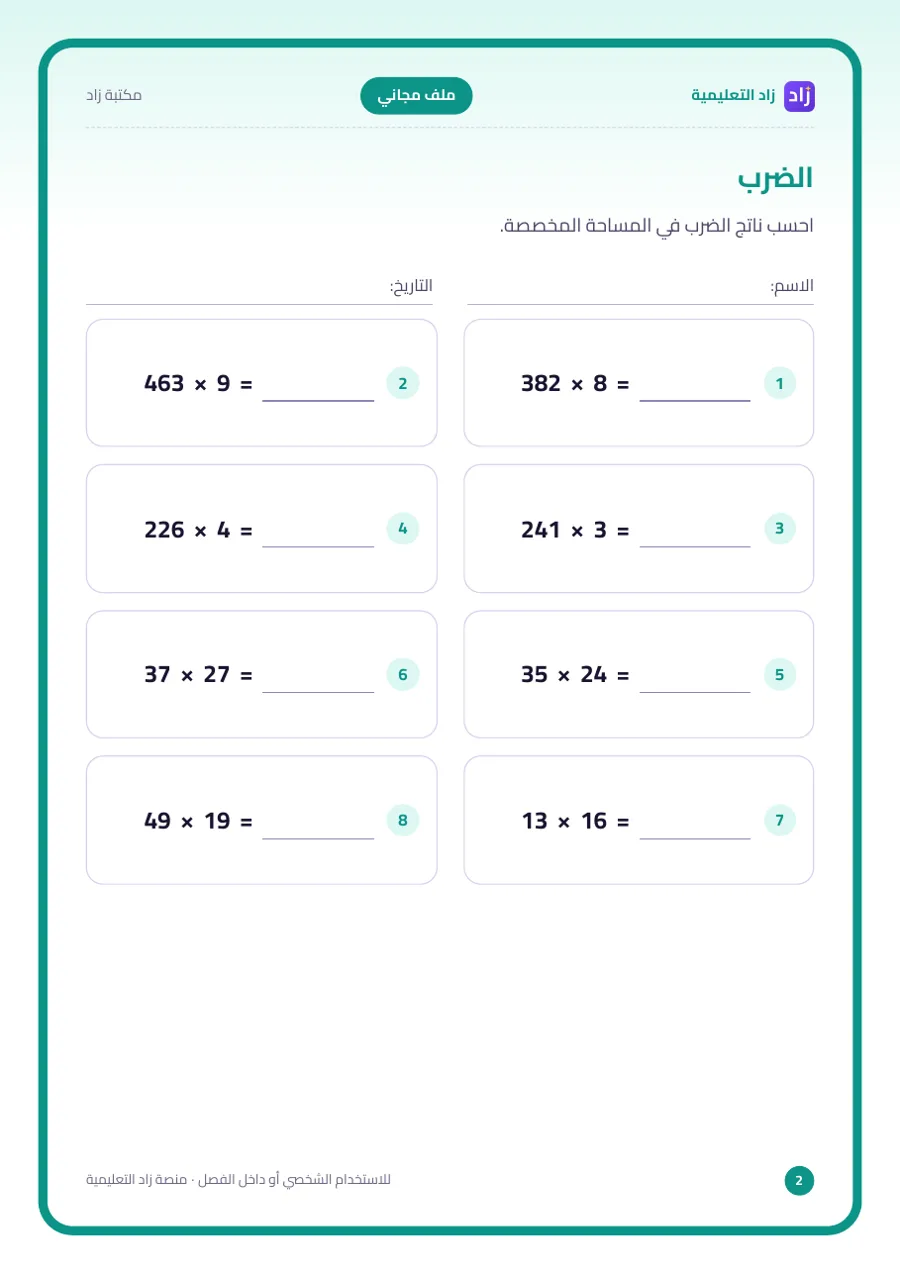 زاد
زاد التعليمية
ملف مجاني
مكتبة زاد
الضرب
احسب ناتج الضرب في المساحة المخصصة.
الاسم:
التاريخ:
1
382 × 8 =
2
463 × 9 =
3
241 × 3 =
4
226 × 4 =
5
35 × 24 =
6
37 × 27 =
7
13 × 16 =
8
49 × 19 =
2
للاستخدام الشخصي أو داخل الفصل · منصة زاد التعليمية